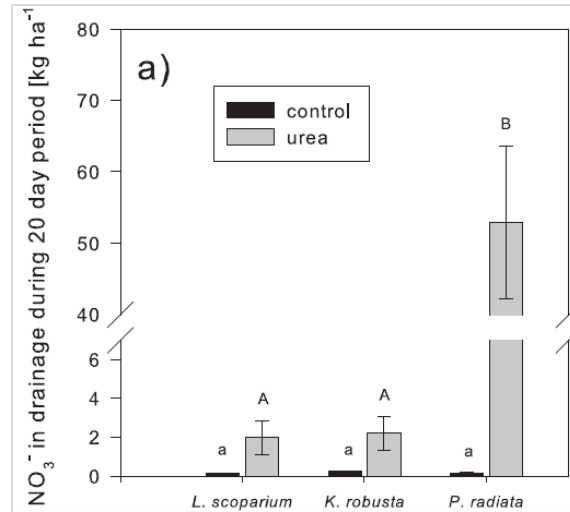 NO₃⁻ in drainage during 20 day period [kg ha⁻¹]
80
a)
control
urea
70
B
60
50
40
6
4
A
A
2
a
a
a
0
L. scoparium K. robusta P. radiata